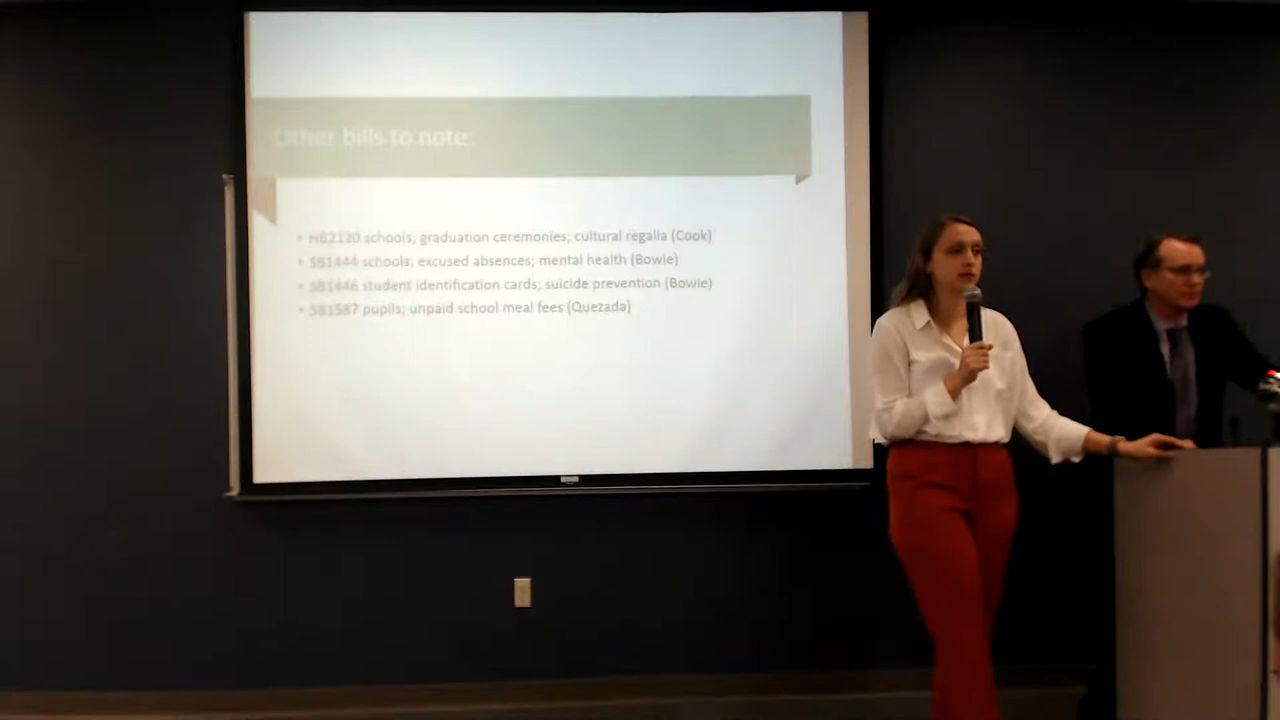 Other bills to note:
• HB2120 schools; graduation ceremonies; cultural regalia (Cook)
• SB1444 schools; excused absences; mental health (Bowie)
• SB1446 student identification cards; suicide prevention (Bowie)
• SB1587 pupils; unpaid school meal fees (Quezada)